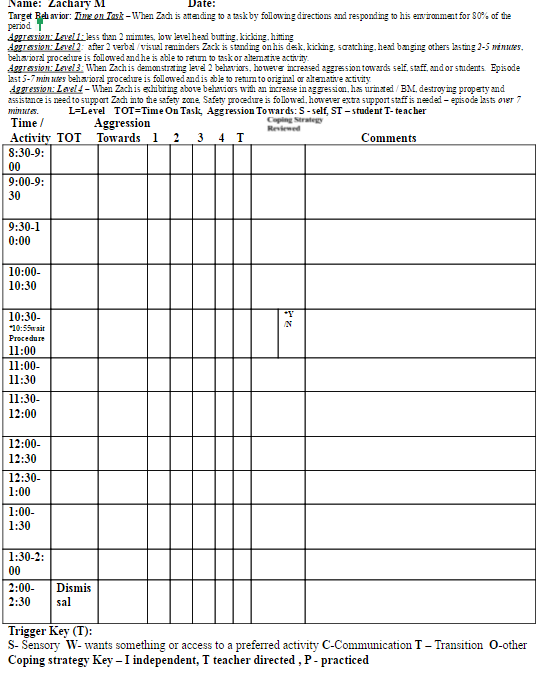 Name: Zachary M Date:
Target Behavior: Time on Task – When Zach is attending to a task by following directions and responding to his environment for 80% of the
period.
Aggression: Level 1: less than 2 minutes, low level head butting, kicking, hitting
Aggression: Level 2: after 2 verbal / visual reminders Zack is standing on his desk, kicking, scratching, head banging others lasting 2-5 minutes,
behavioral procedure is followed and he is able to return to task or alternative activity.
Aggression: Level 3: When Zach is demonstrating level 2 behaviors, however increased aggression towards self, staff, and/or students. Episode
last 5-7 minutes behavioral procedure is followed and is able to return to original or alternative activity.
Aggression: Level 4 – When Zach is exhibiting above behaviors with an increase in aggression, has urinated / BM, destroying property and
assistance is need to support Zach into the safety zone. Safety procedure is followed, however extra support staff is needed – episode lasts over 7
minutes. L=Level TOT=Time On Task, Aggression Towards: S - self, ST – student T- teacher
Time / Aggression Coping Strategy
Reviewed
Activity TOT Towards 1 2 3 4 T Comments
8:30-9:
00
9:00-9:
30
9:30-1
0:00
10:00-
10:30
10:30- *Y
*10:55wait /N
Procedure
11:00
11:00-
11:30
11:30-
12:00
12:00-
12:30
12:30-
1:00
1:00-
1:30
1:30-2:
00
2:00- Dismis
2:30 sal
Trigger Key (T):
S- Sensory W- wants something or access to a preferred activity C-Communication T – Transition O-other
Coping strategy Key – I independent, T teacher directed , P - practiced